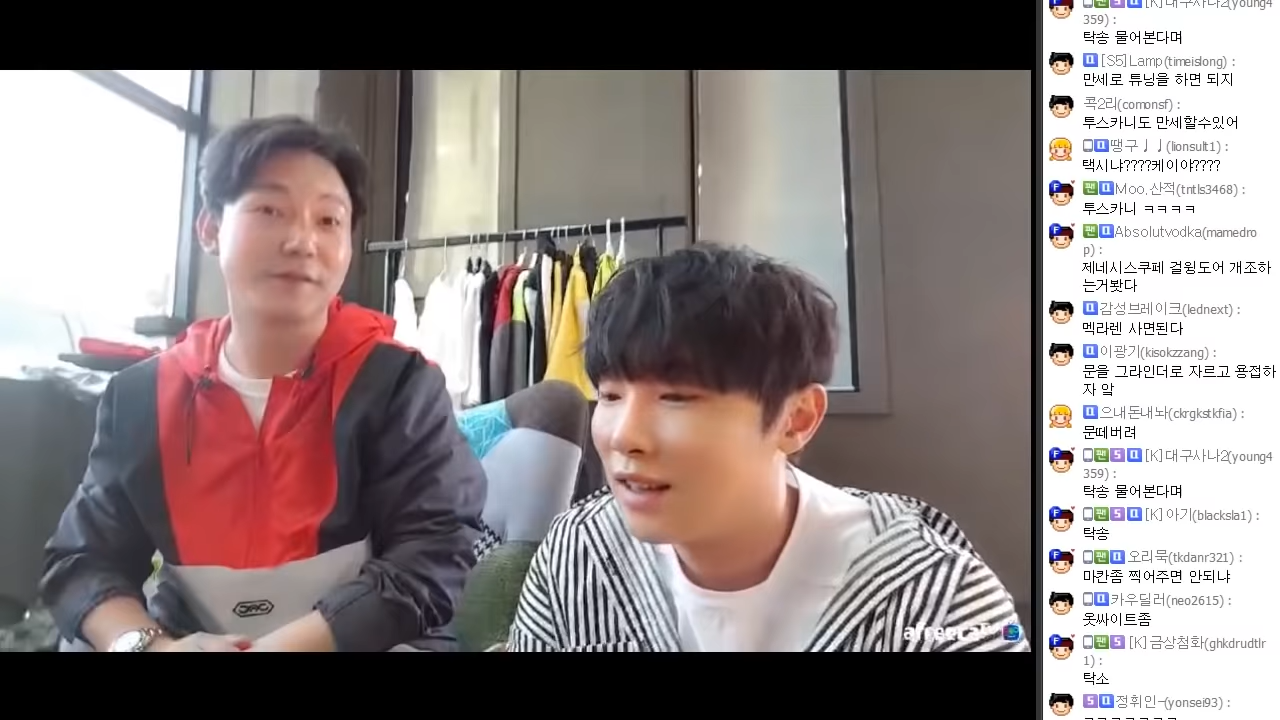 [K] 대구사나2(young4
359) :
탁송 물어본다며
[S5]Lamp(timeislong) :
만세로 튜닝을 하면 되지
콕2리(comonsf) :
투스카니도 만세할수있어
땡구♩♩(lionsult1) :
택시냐????케이야????
Moo,산적(tntls3468) :
투스카니 ㅋㅋㅋㅋ
Absolutvodka(mamedro
p) :
제네시스쿠페 걸윙도어 개조하
는거봤다
감성브레이크(lednext) :
멕라렌 사면된다
이광기(kisokzzang) :
문을 그라인더로 자르고 용접하
자 앜
으내돈내놔(ckrgkstkfia) :
문떼버려
[K] 대구사나2(young4
359) :
탁송 물어본다며
[K] 아기(blacksla1) :
탁송
오리묵(tkdanr321) :
마칸좀 찍어주면 안되냐
카우딜러(neo2615) :
옷싸이트좀
[K]금상첨화(ghkdrudtlr
1) :
탁소
정휘인-(yonsei93) :
afreecaTV